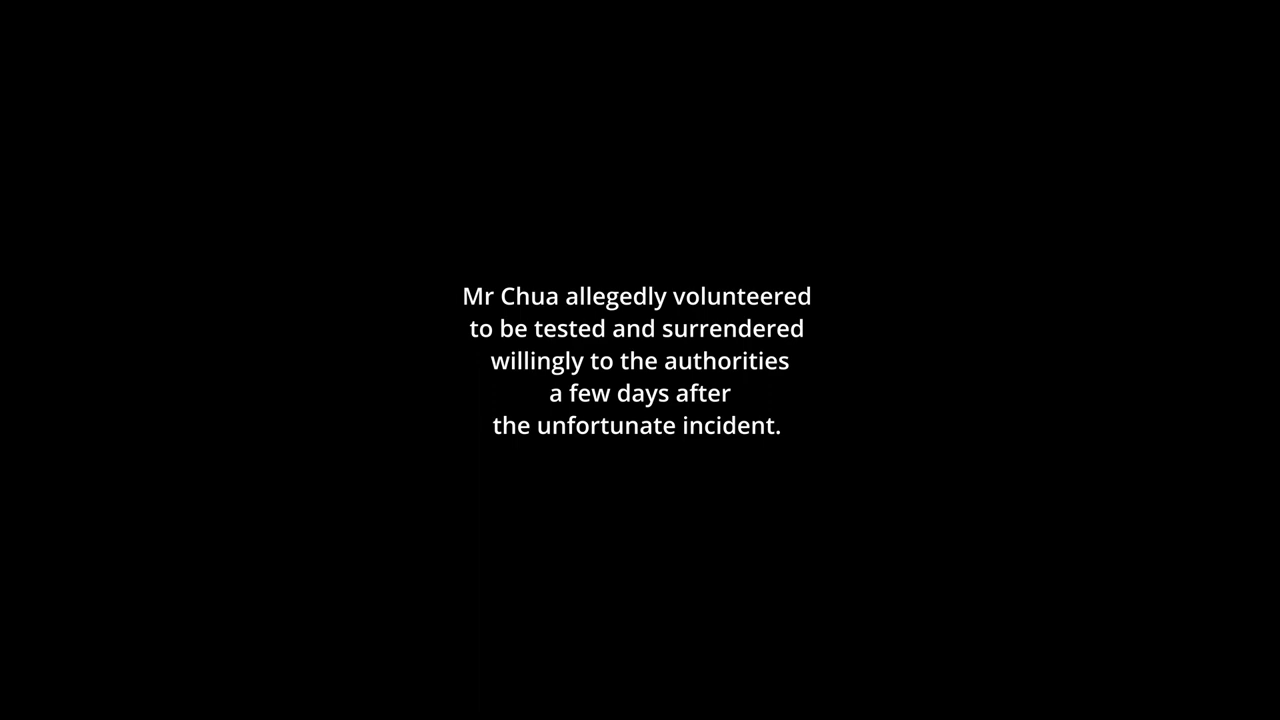 Mr Chua allegedly volunteered
to be tested and surrendered
willingly to the authorities
a few days after
the unfortunate incident.